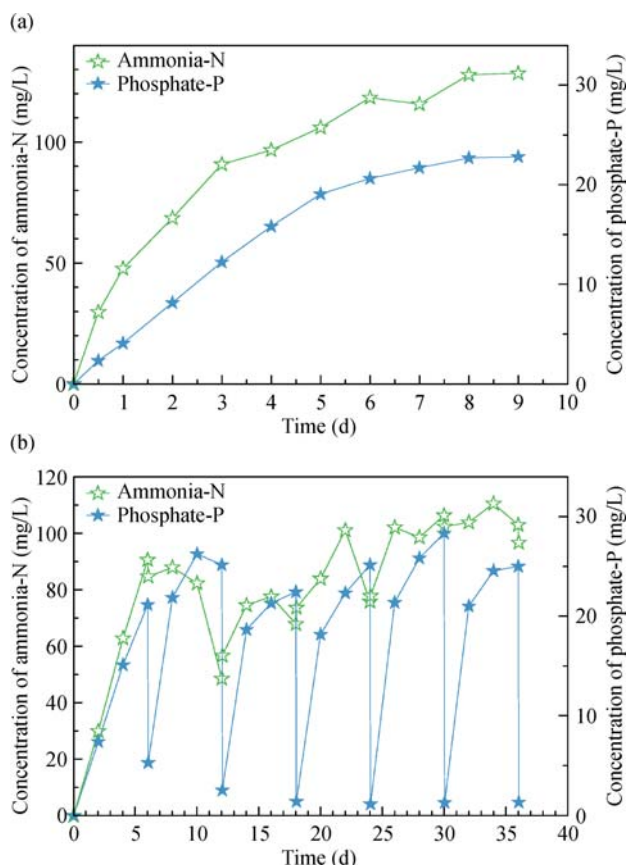 (a)
Ammonia-N
Phosphate-P
Concentration of ammonia-N (mg/L)
100
50
0
Concentration of phosphate-P (mg/L)
30
20
10
0
0 1 2 3 4 5 6 7 8 9 10
Time (d)
(b)
Ammonia-N
Phosphate-P
Concentration of ammonia-N (mg/L)
120
100
80
60
40
20
0
Concentration of phosphate-P (mg/L)
30
20
10
0
0 5 10 15 20 25 30 35 40
Time (d)